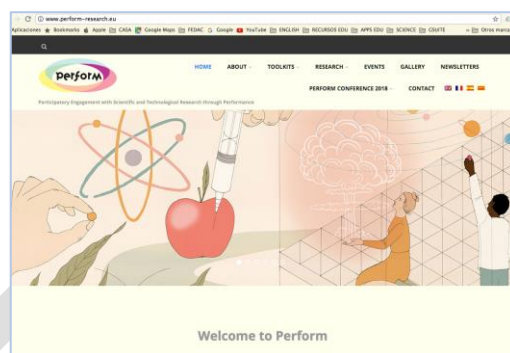 www.perform-research.eu
Aplicaciones Bookmarks Apple CASA Google Maps FEDAC Google YouTube ENGLISH RECURSOS EDU APPS EDU SCIENCE GSUITE » Otros marca
perform
HOME ABOUT TOOLKITS RESEARCH EVENTS GALLERY NEWSLETTERS
PERFORM CONFERENCE 2018 CONTACT
Participatory Engagement with Scientific and Technological Research through Performance
Welcome to Perform